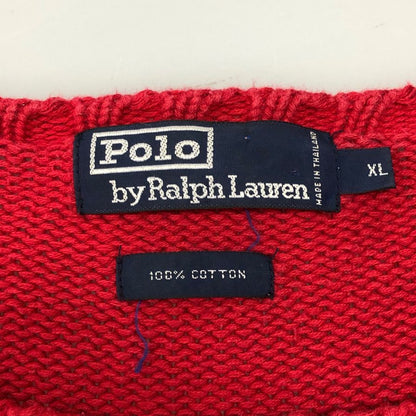 Polo
by Ralph Lauren
MADE IN THAILAND
XL
100% COTTON